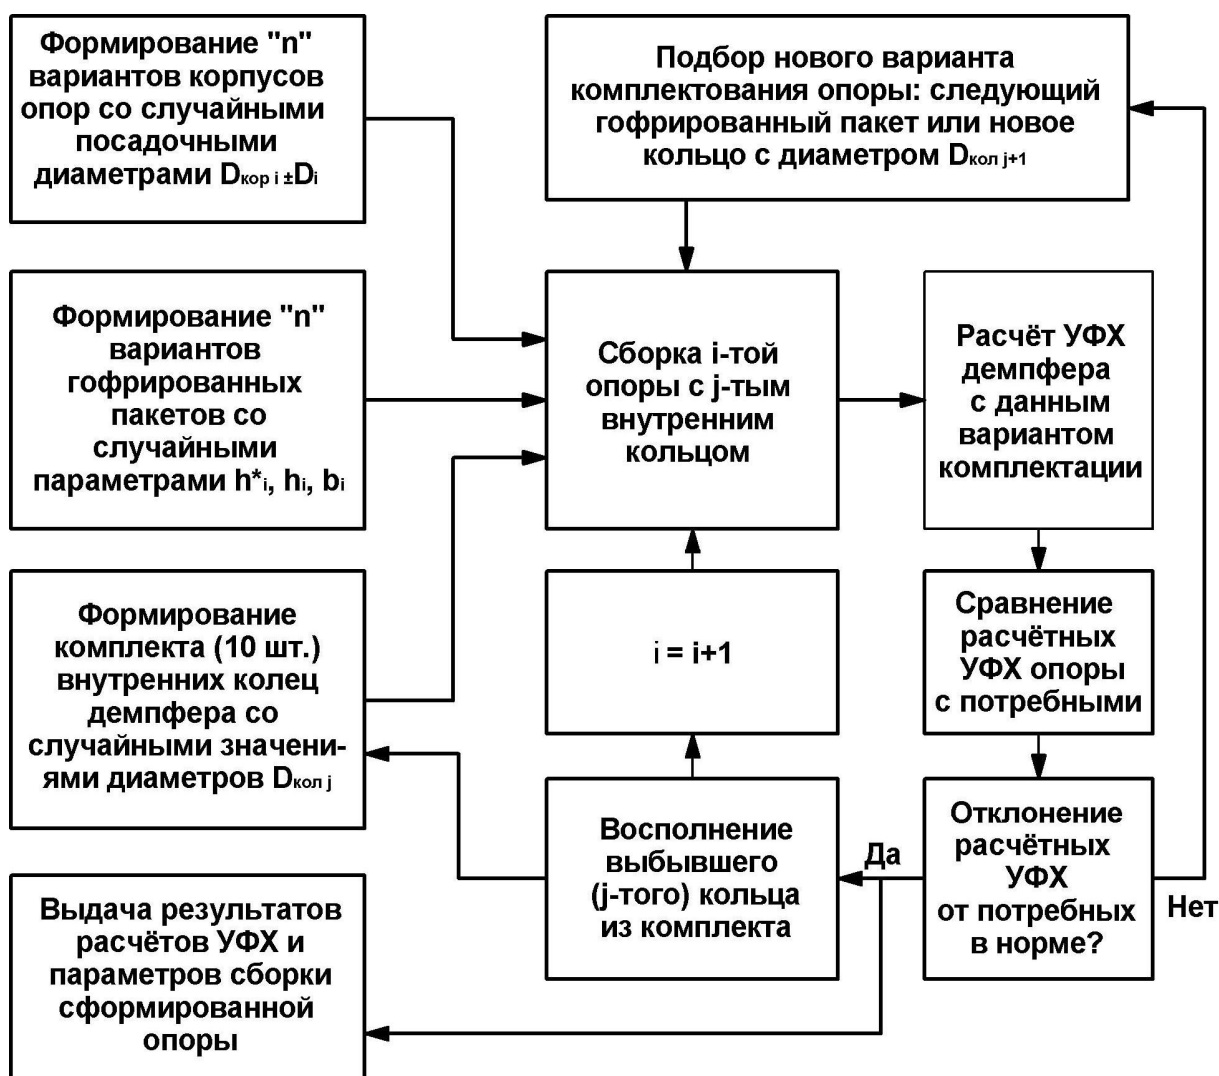 Формирование "n"
вариантов корпусов
опор со случайными
посадочными
диаметрами Dкор i ±Di
Подбор нового варианта
комплектования опоры: следующий
гофрированный пакет или новое
кольцо с диаметром Dкол j+1
Формирование "n"
вариантов
гофрированных
пакетов со
случайными
параметрами h*i, hi, bi
Сборка i-той
опоры с j-тым
внутренним
кольцом
Расчёт УФХ
демпфера
с данным
вариантом
комплектации
Формирование
комплекта (10 шт.)
внутренних колец
демпфера со
случайными значени-
ями диаметров Dкол j
i = i+1
Сравнение
расчётных
УФХ опоры
с потребными
Восполнение
выбывшего
(j-того) кольца
из комплекта
Да
Отклонение
расчётных
УФХ
от потребных
в норме?
Нет
Выдача результатов
расчётов УФХ и
параметров сборки
сформированной
опоры